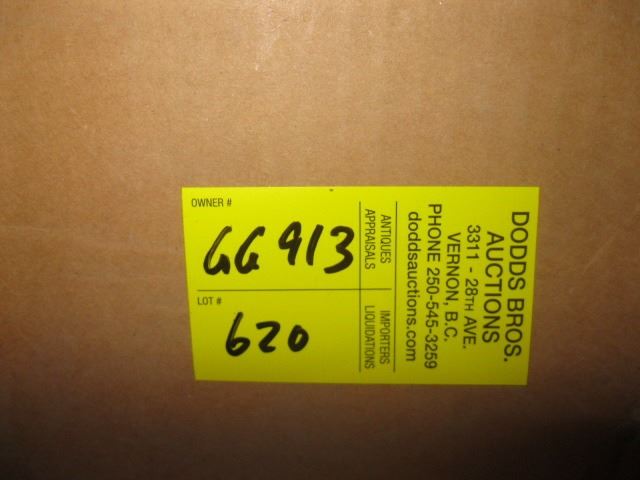 DODDS BROS.
AUCTIONS
3311 - 28TH AVE.
VERNON, B.C.
PHONE 250-545-3259
doddsauctions.com
ANTIQUES
APPRAISALS
IMPORTERS
LIQUIDATIONS
OWNER #
GG 913
LOT #
620